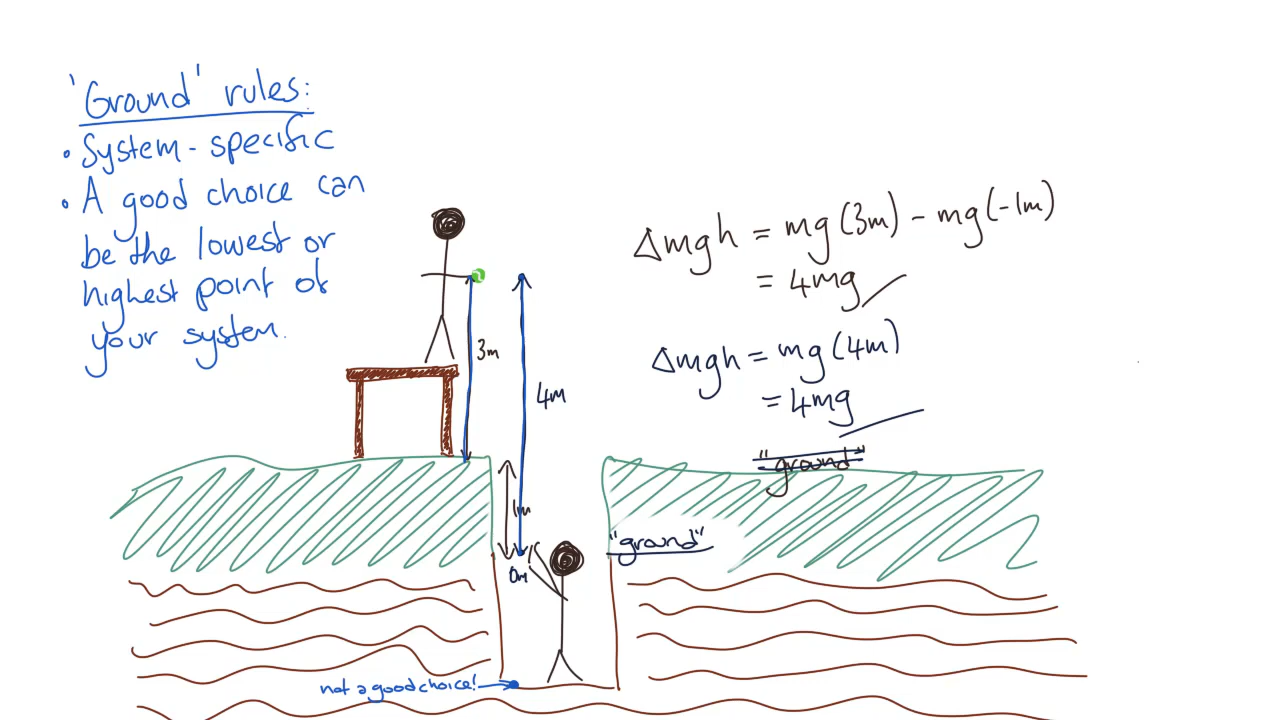 'Ground' rules:
• System-specific
• A good choice can
be the lowest or
highest point of
your system.
Δmgh = mg(3m) - mg(-1m)
= 4mg ✓
Δmgh = mg(4m)
= 4mg
"ground"
3m
4m
1m
"ground"
0m
not a good choice!